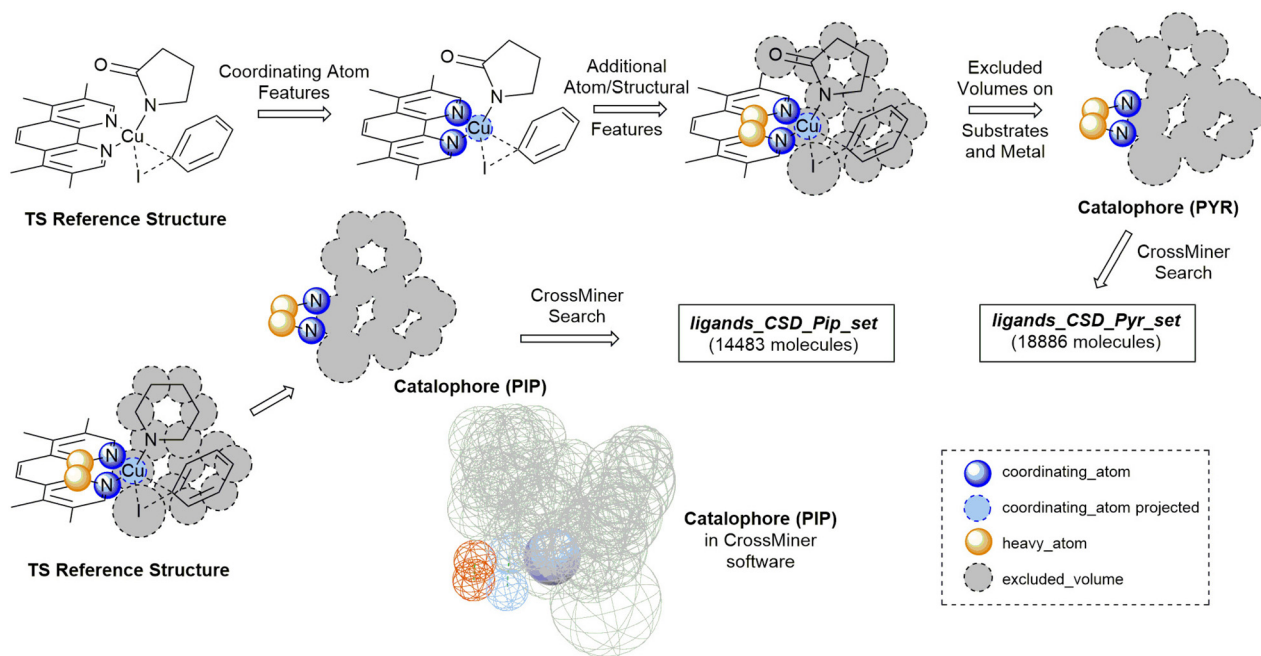 O
N
N
Cu
N
I
TS Reference Structure
Coordinating Atom
Features
O
N
N
Cu
N
I
Additional
Atom/Structural
Features
O
N
N
Cu
N
I
Excluded
Volumes on
Substrates
and Metal
N
N
Catalophore (PYR)
CrossMiner
Search
ligands_CSD_Pyr_set
(18886 molecules)
N
N
Catalophore (PIP)
CrossMiner
Search
ligands_CSD_Pip_set
(14483 molecules)
N
N
Cu
N
I
TS Reference Structure
Catalophore (PIP)
in CrossMiner
software
coordinating_atom
coordinating_atom projected
heavy_atom
excluded_volume